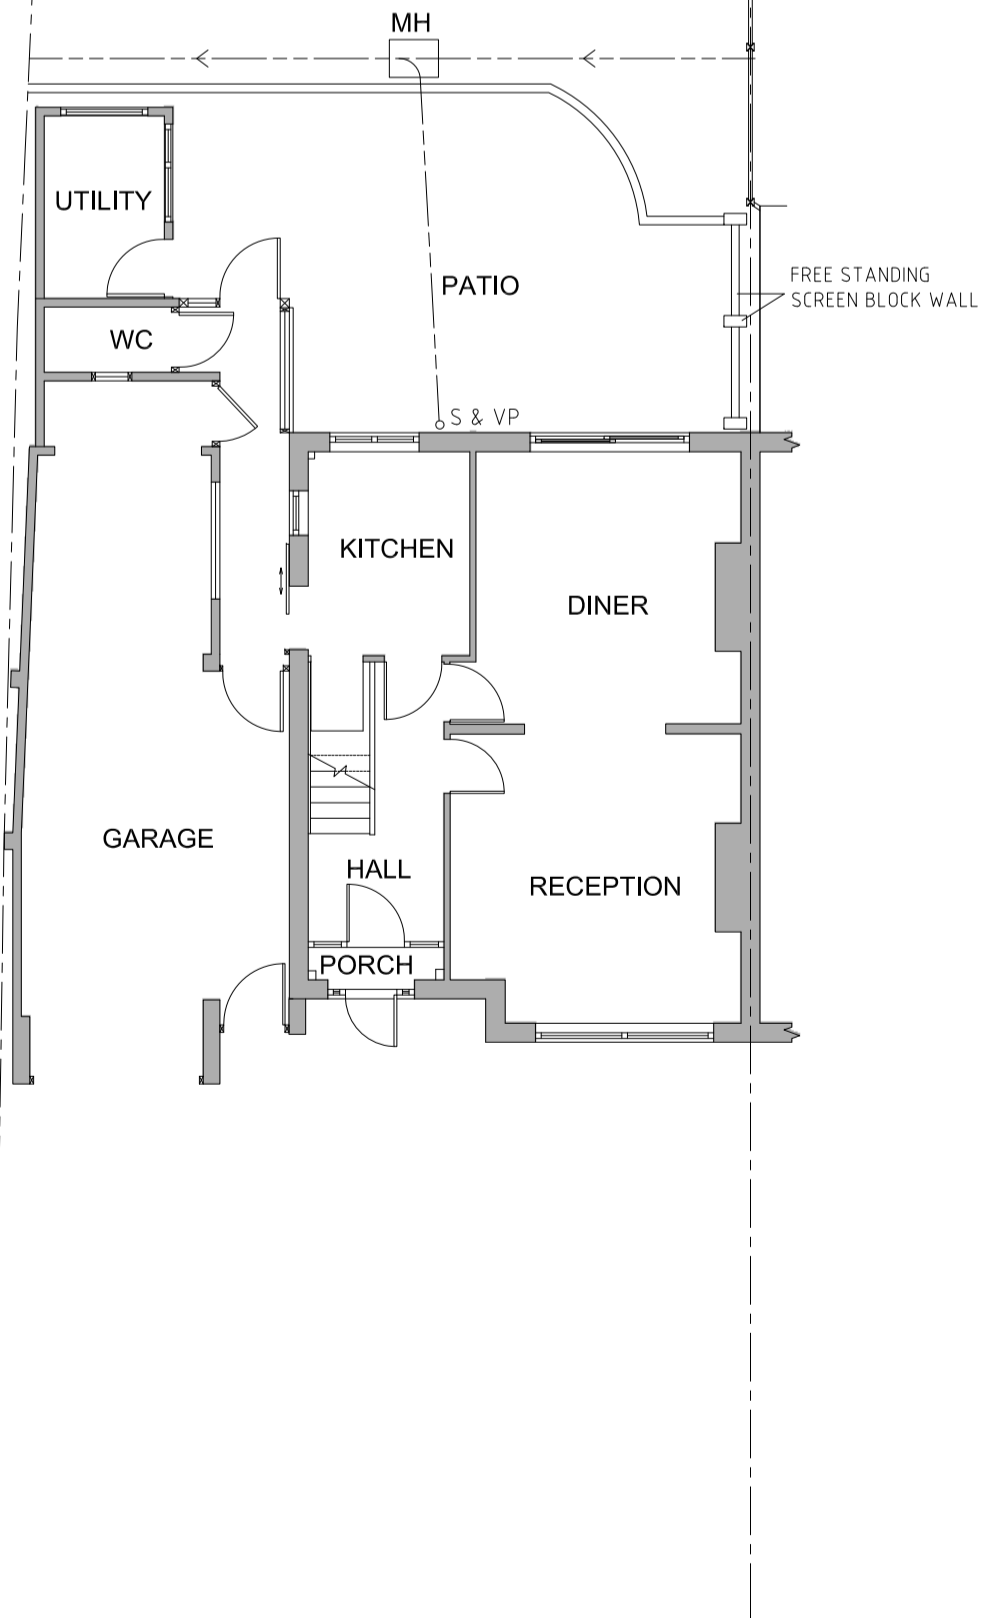 MH
UTILITY
PATIO
FREE STANDING
SCREEN BLOCK WALL
WC
S & VP
KITCHEN
DINER
GARAGE
HALL
RECEPTION
PORCH